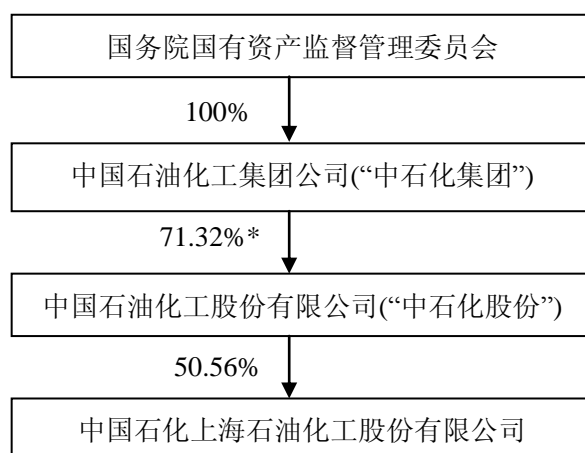 国务院国有资产监督管理委员会
100%
中国石油化工集团公司(“中石化集团”)
71.32%*
中国石油化工股份有限公司(“中石化股份”)
50.56%
中国石化上海石油化工股份有限公司